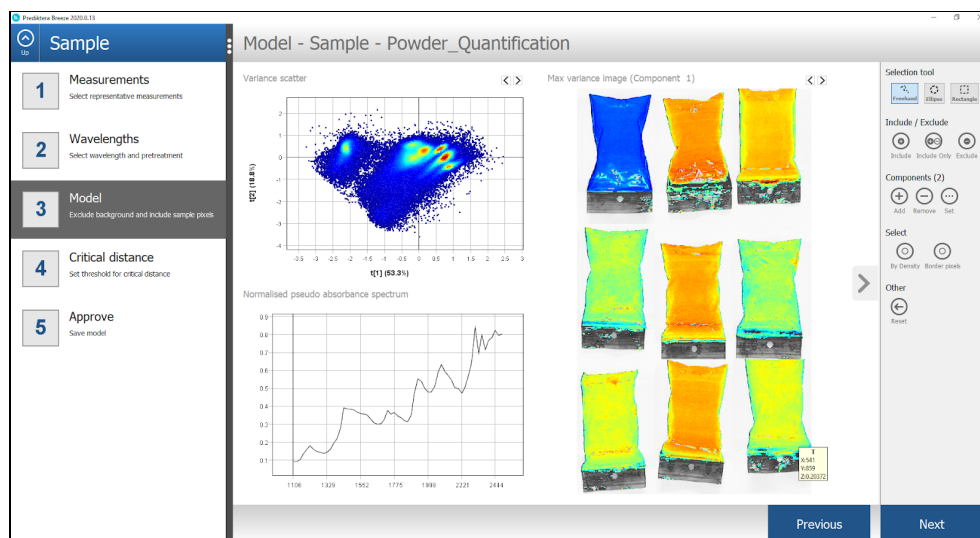 Prediktera Breeze 2020.0.13
Up
Sample
1
Measurements
Select representative measurements
2
Wavelengths
Select wavelength and pretreatment
3
Model
Exclude background and include sample pixels
4
Critical distance
Set threshold for critical distance
5
Approve
Save model
Model - Sample - Powder_Quantification
Variance scatter
t[2] (18.8%)
2
1
0
-1
-2
-3
-4
-3.5 -3 -2.5 -2 -1.5 -1 -0.5 0 0.5 1 1.5 2 2.5 3
t[1] (53.3%)
Normalised pseudo absorbance spectrum
0.9
0.8
0.7
0.6
0.5
0.4
0.3
0.2
0.1
1106 1329 1552 1775 1998 2221 2444
Max variance image (Component 1)
T
X:541
Y:859
Z:0.20372
Selection tool
Freehand Ellipse Rectangle
Include / Exclude
Include Include Only Exclude
Components (2)
Add Remove Set
Select
By Density Border pixels
Other
Reset
Previous Next